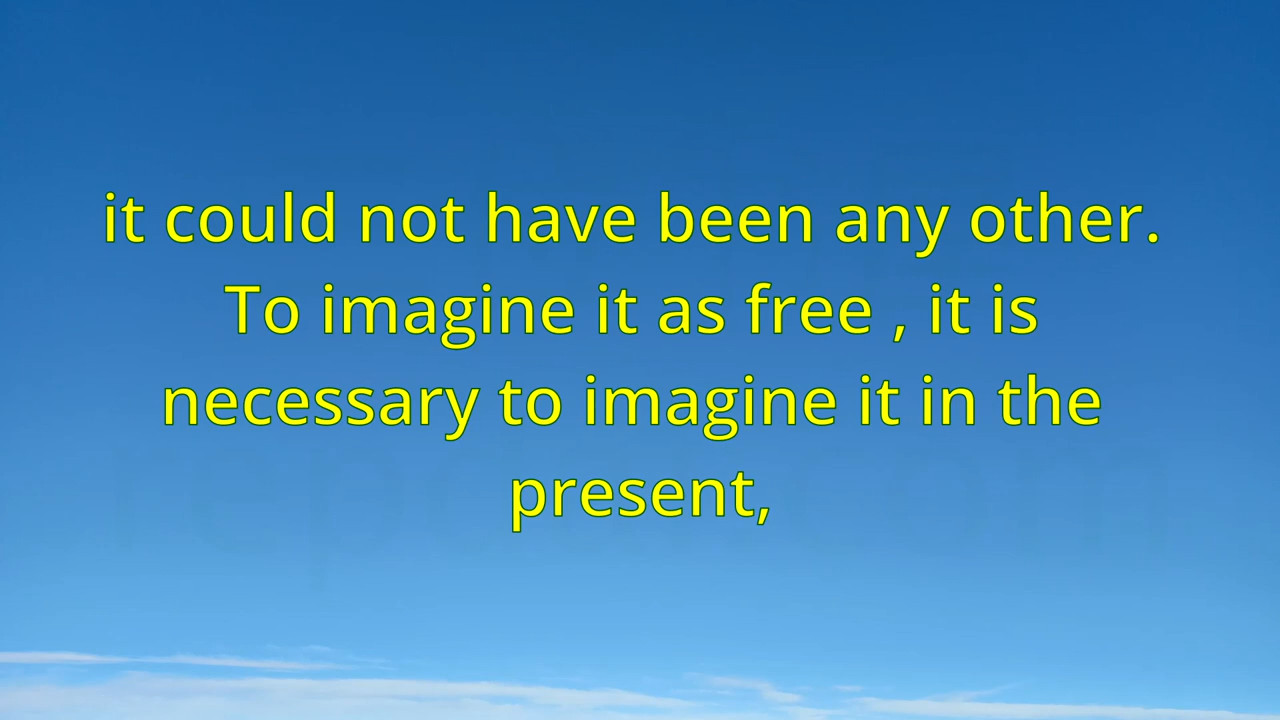 it could not have been any other.
To imagine it as free , it is
necessary to imagine it in the
present,